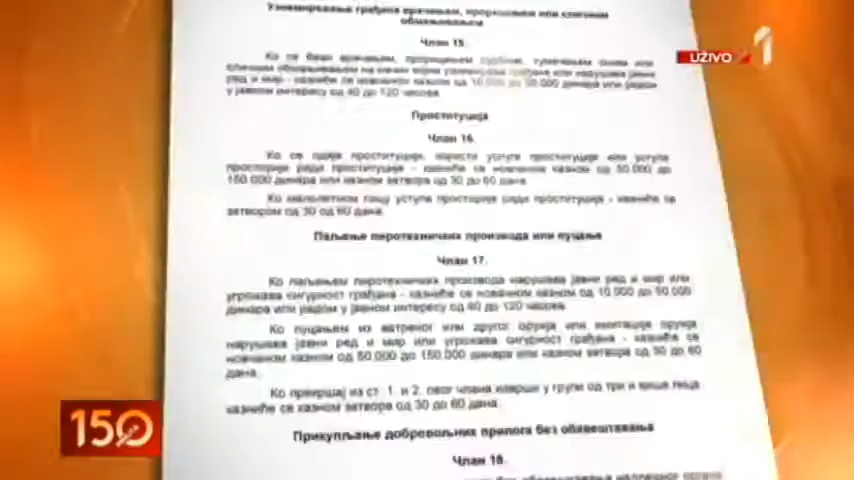 Узнемиравање грађана врачањем, прорицањем или сличним
обмањивањем
Члан 15.
Ко се бави врачањем, прорицањем судбине, тумачењем снова или
сличним обмањивањем на начин којим узнемирава грађане или нарушава јавни
ред и мир - казниће се новчаном казном од 10.000 до 50.000 динара или радом
у јавном интересу од 40 до 120 часова.
Проституција
Члан 16.
Ко се одаје проституцији, користи услуге проституције или уступа
просторије ради проституције - казниће се новчаном казном од 50.000 до
150.000 динара или казном затвора од 30 до 60 дана.
Ко малолетном лицу уступа просторије ради проституције - казниће се
затвором од 30 до 60 дана.
Паљење пиротехничких производа или пуцање
Члан 17.
Ко паљењем пиротехничких производа нарушава јавни ред и мир или
угрожава сигурност грађана - казниће се новчаном казном од 10.000 до 50.000
динара или радом у јавном интересу од 40 до 120 часова.
Ко пуцањем из ватреног или другог оружја или имитације оружја
нарушава јавни ред и мир или угрожава сигурност грађана - казниће се
новчаном казном од 50.000 до 150.000 динара или казном затвора од 30 до 60
дана.
Ко прекршај из ст. 1. и 2. овог члана изврши у групи од три и више лица
казниће се казном затвора од 30 до 60 дана.
Прикупљање добровољних прилога без обавештавања
Члан 18.
без обавештавања надлежног органа
UŽIVO
1
150